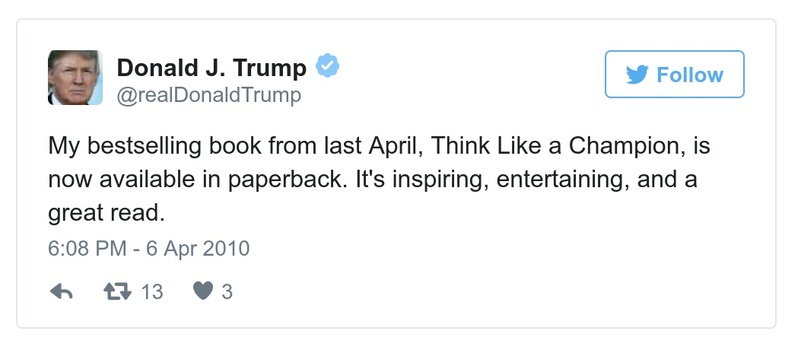 Donald J. Trump
@realDonaldTrump
Follow
My bestselling book from last April, Think Like a Champion, is
now available in paperback. It's inspiring, entertaining, and a
great read.
6:08 PM - 6 Apr 2010
13 3